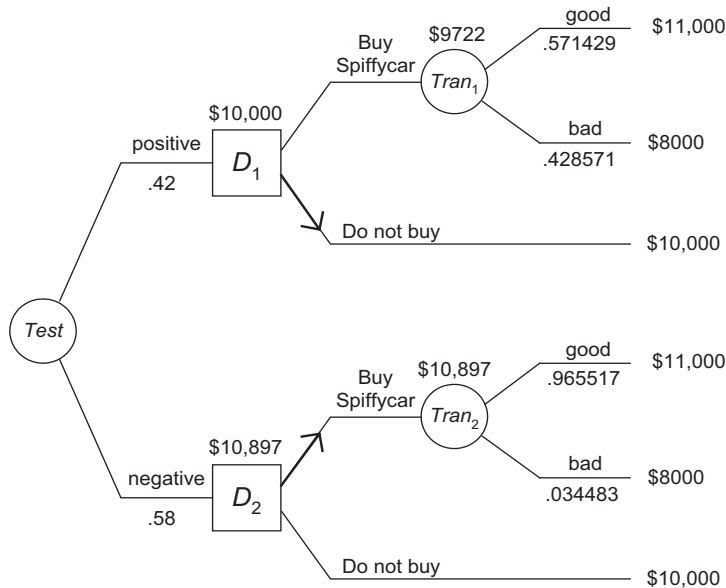 good
$11,000
.571429
$9722
Buy
Spiffycar
Tran1
bad
$8000
.428571
$10,000
positive
.42
D1
Do not buy
$10,000
Test
good
$11,000
.965517
$10,897
Buy
Spiffycar
Tran2
bad
$8000
.034483
$10,897
negative
.58
D2
Do not buy
$10,000